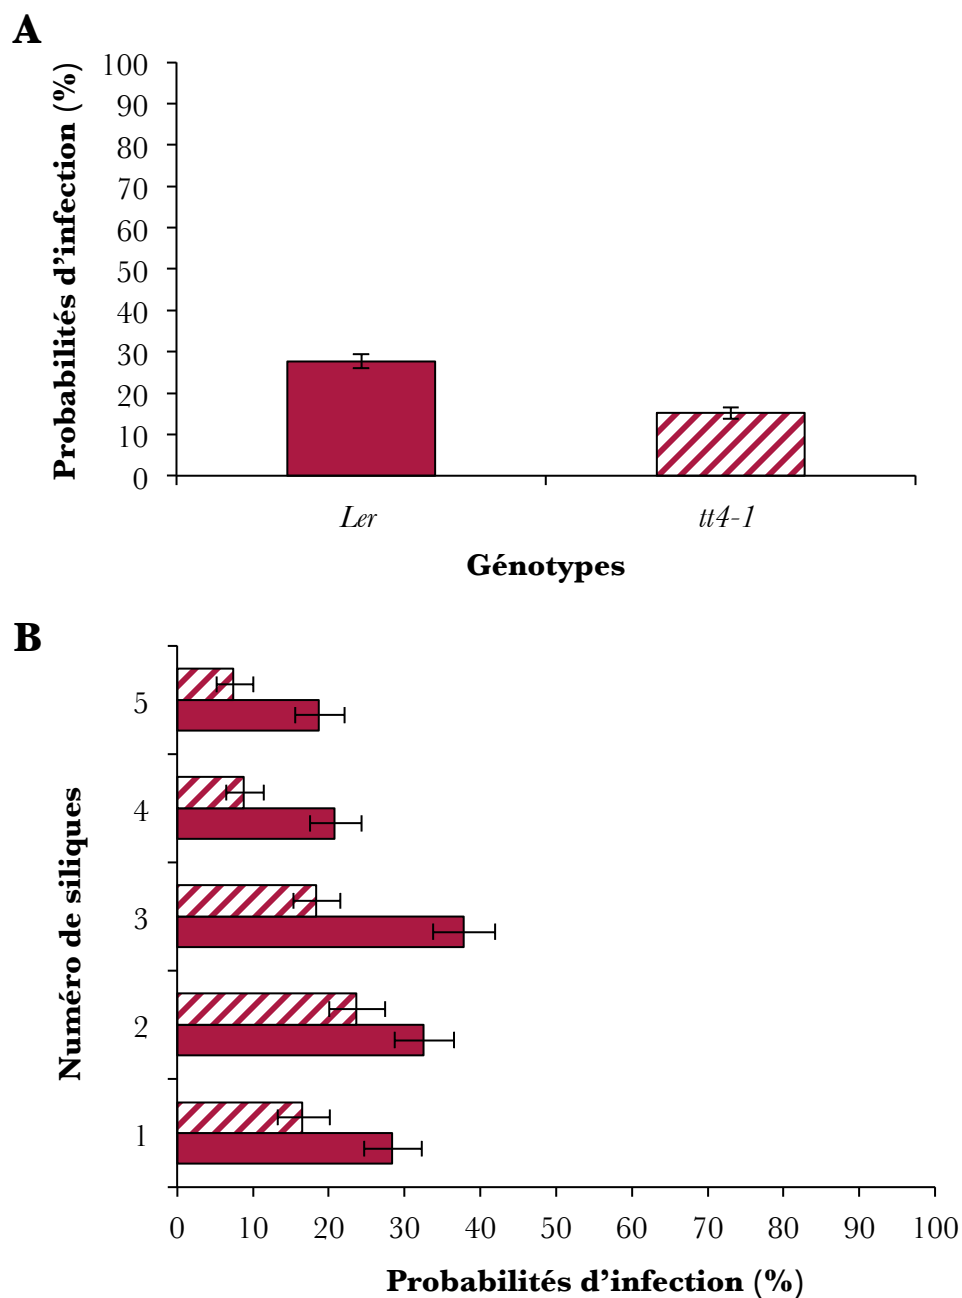 A
Probabilités d'infection (%)
100
90
80
70
60
50
40
30
20
10
0
Ler
tt4-1
Génotypes
B
Numéro de siliques
5
4
3
2
1
0 10 20 30 40 50 60 70 80 90 100
Probabilités d'infection (%)